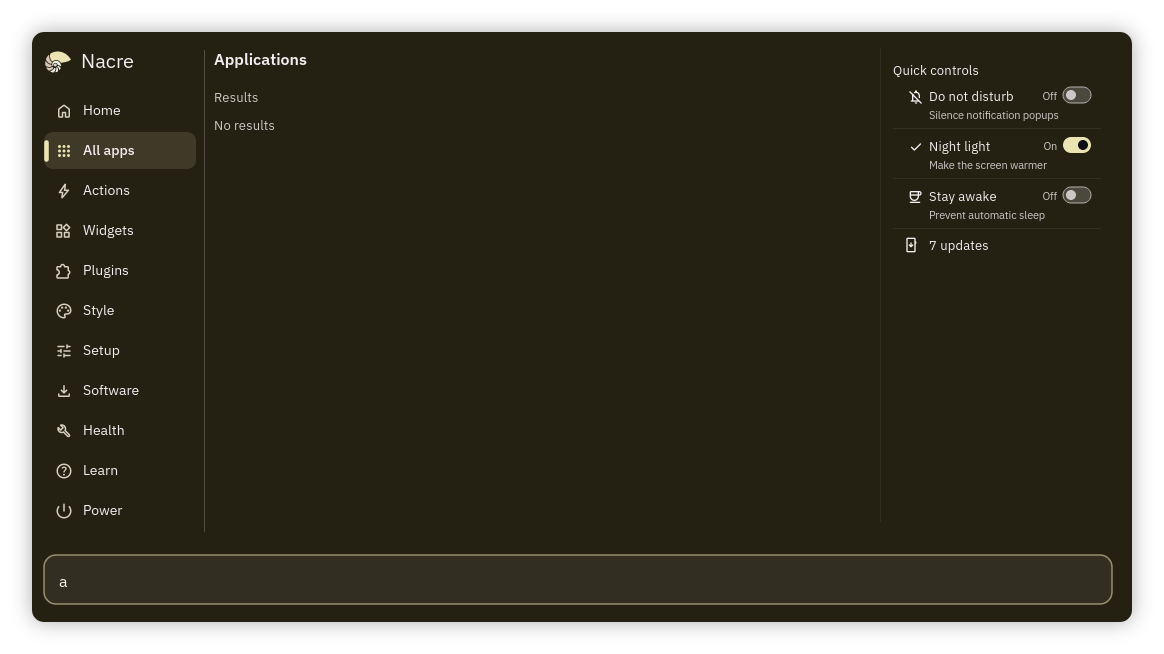 Nacre
Home
All apps
Actions
Widgets
Plugins
Style
Setup
Software
Health
Learn
Power
Applications
Results
No results
Quick controls
Do not disturb Off
Silence notification popups
Night light On
Make the screen warmer
Stay awake Off
Prevent automatic sleep
7 updates
a